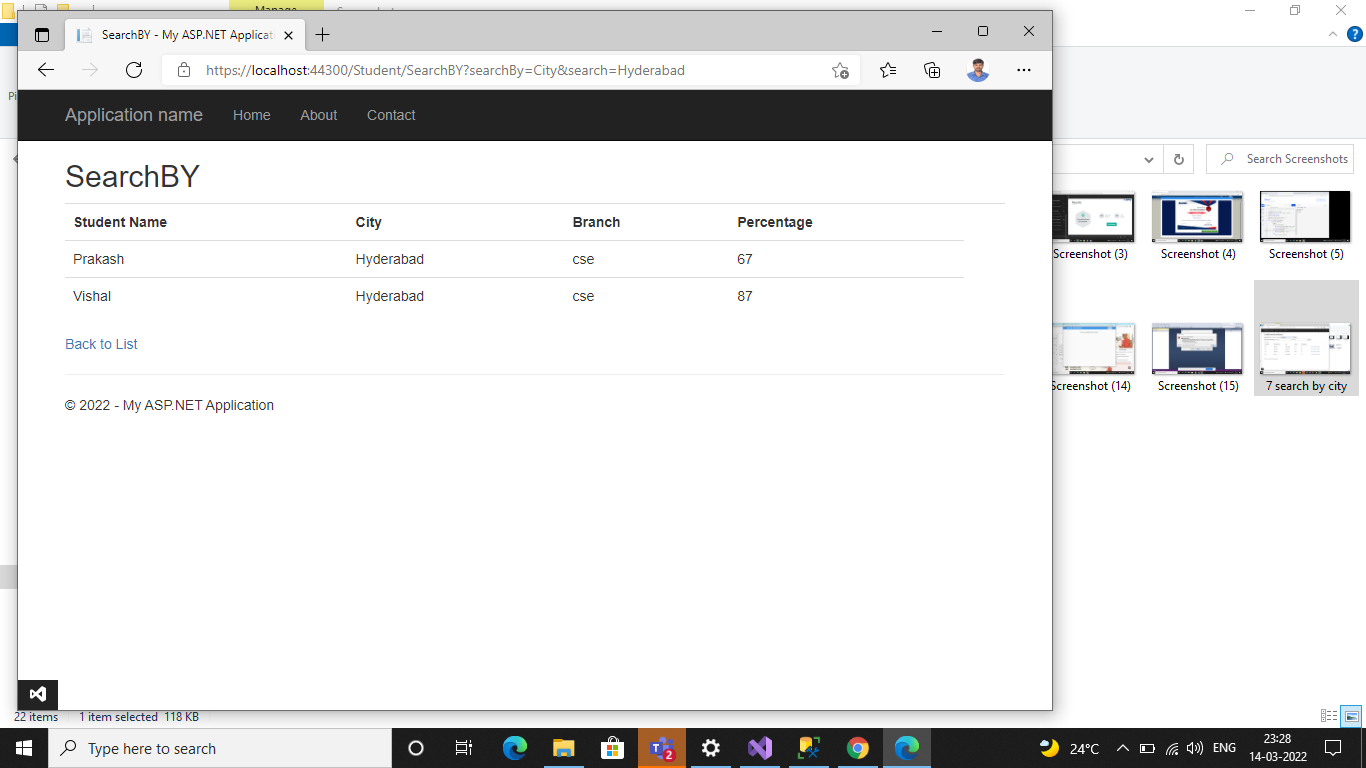 Manage
SearchBY - My ASP.NET Applicat
https://localhost:44300/Student/SearchBY?searchBy=City&search=Hyderabad
Application name Home About Contact
SearchBY
Student Name City Branch Percentage
Prakash Hyderabad cse 67
Vishal Hyderabad cse 87
Back to List
© 2022 - My ASP.NET Application
Search Screenshots
Screenshot (3) Screenshot (4) Screenshot (5)
Screenshot (14) Screenshot (15) 7 search by city
22 items 1 item selected 118 KB
Type here to search
2
24°C
ENG
23:28
14-03-2022